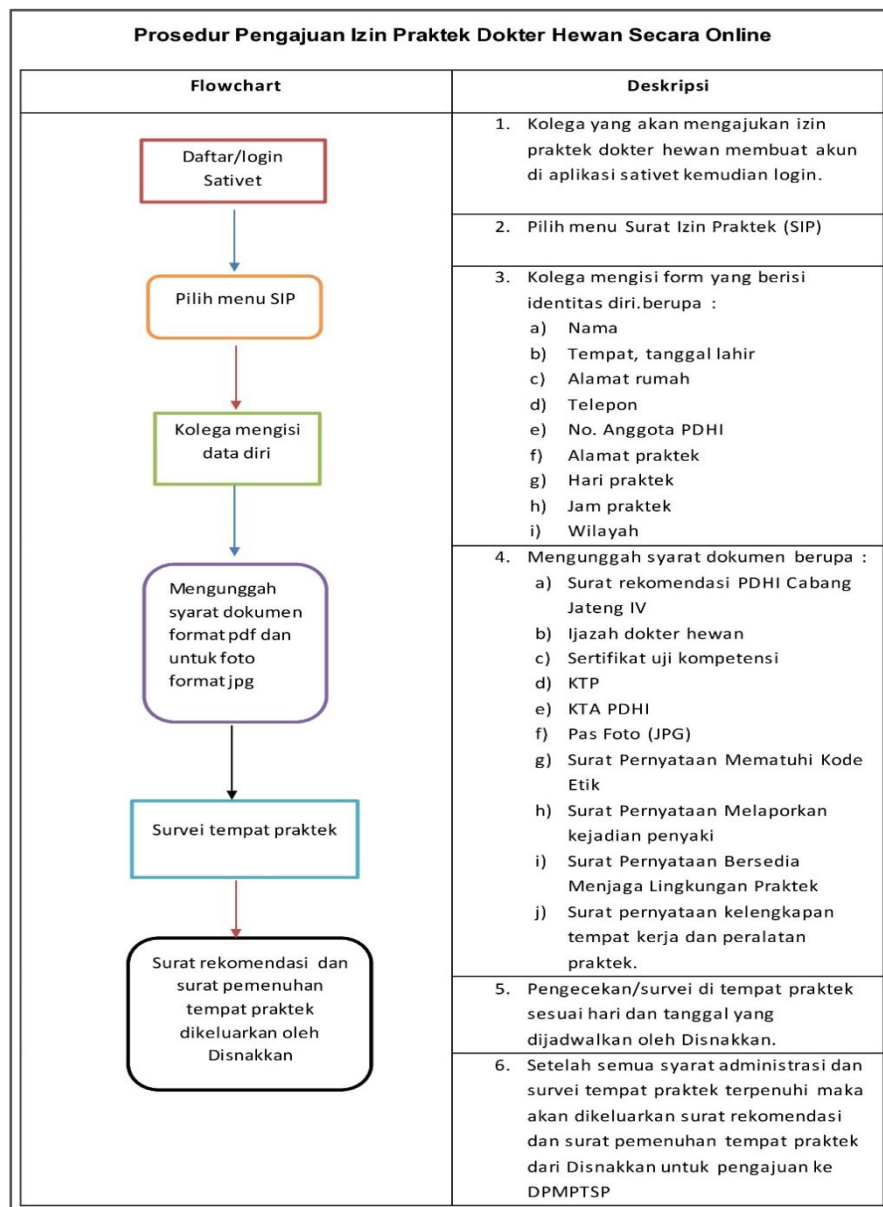 Prosedur Pengajuan Izin Praktek Dokter Hewan Secara Online
Flowchart
Daftar/login
Sativet
Pilih menu SIP
Kolega mengisi
data diri
Mengunggah
syarat dokumen
format pdf dan
untuk foto
format jpg
Survei tempat praktek
Surat rekomendasi dan
surat pemenuhan
tempat praktek
dikeluarkan oleh
Disnakkan
Deskripsi
1. Kolega yang akan mengajukan izin
praktek dokter hewan membuat akun
di aplikasi sativet kemudian login.
2. Pilih menu Surat Izin Praktek (SIP)
3. Kolega mengisi form yang berisi
identitas diri.berupa :
a) Nama
b) Tempat, tanggal lahir
c) Alamat rumah
d) Telepon
e) No. Anggota PDHI
f) Alamat praktek
g) Hari praktek
h) Jam praktek
i) Wilayah
4. Mengunggah syarat dokumen berupa :
a) Surat rekomendasi PDHI Cabang
Jateng IV
b) Ijazah dokter hewan
c) Sertifikat uji kompetensi
d) KTP
e) KTA PDHI
f) Pas Foto (JPG)
g) Surat Pernyataan Mematuhi Kode
Etik
h) Surat Pernyataan Melaporkan
kejadian penyaki
i) Surat Pernyataan Bersedia
Menjaga Lingkungan Praktek
j) Surat pernyataan kelengkapan
tempat kerja dan peralatan
praktek.
5. Pengecekan/survei di tempat praktek
sesuai hari dan tanggal yang
dijadwalkan oleh Disnakkan.
6. Setelah semua syarat administrasi dan
survei tempat praktek terpenuhi maka
akan dikeluarkan surat rekomendasi
dan surat pemenuhan tempat praktek
dari Disnakkan untuk pengajuan ke
DPMPTSP